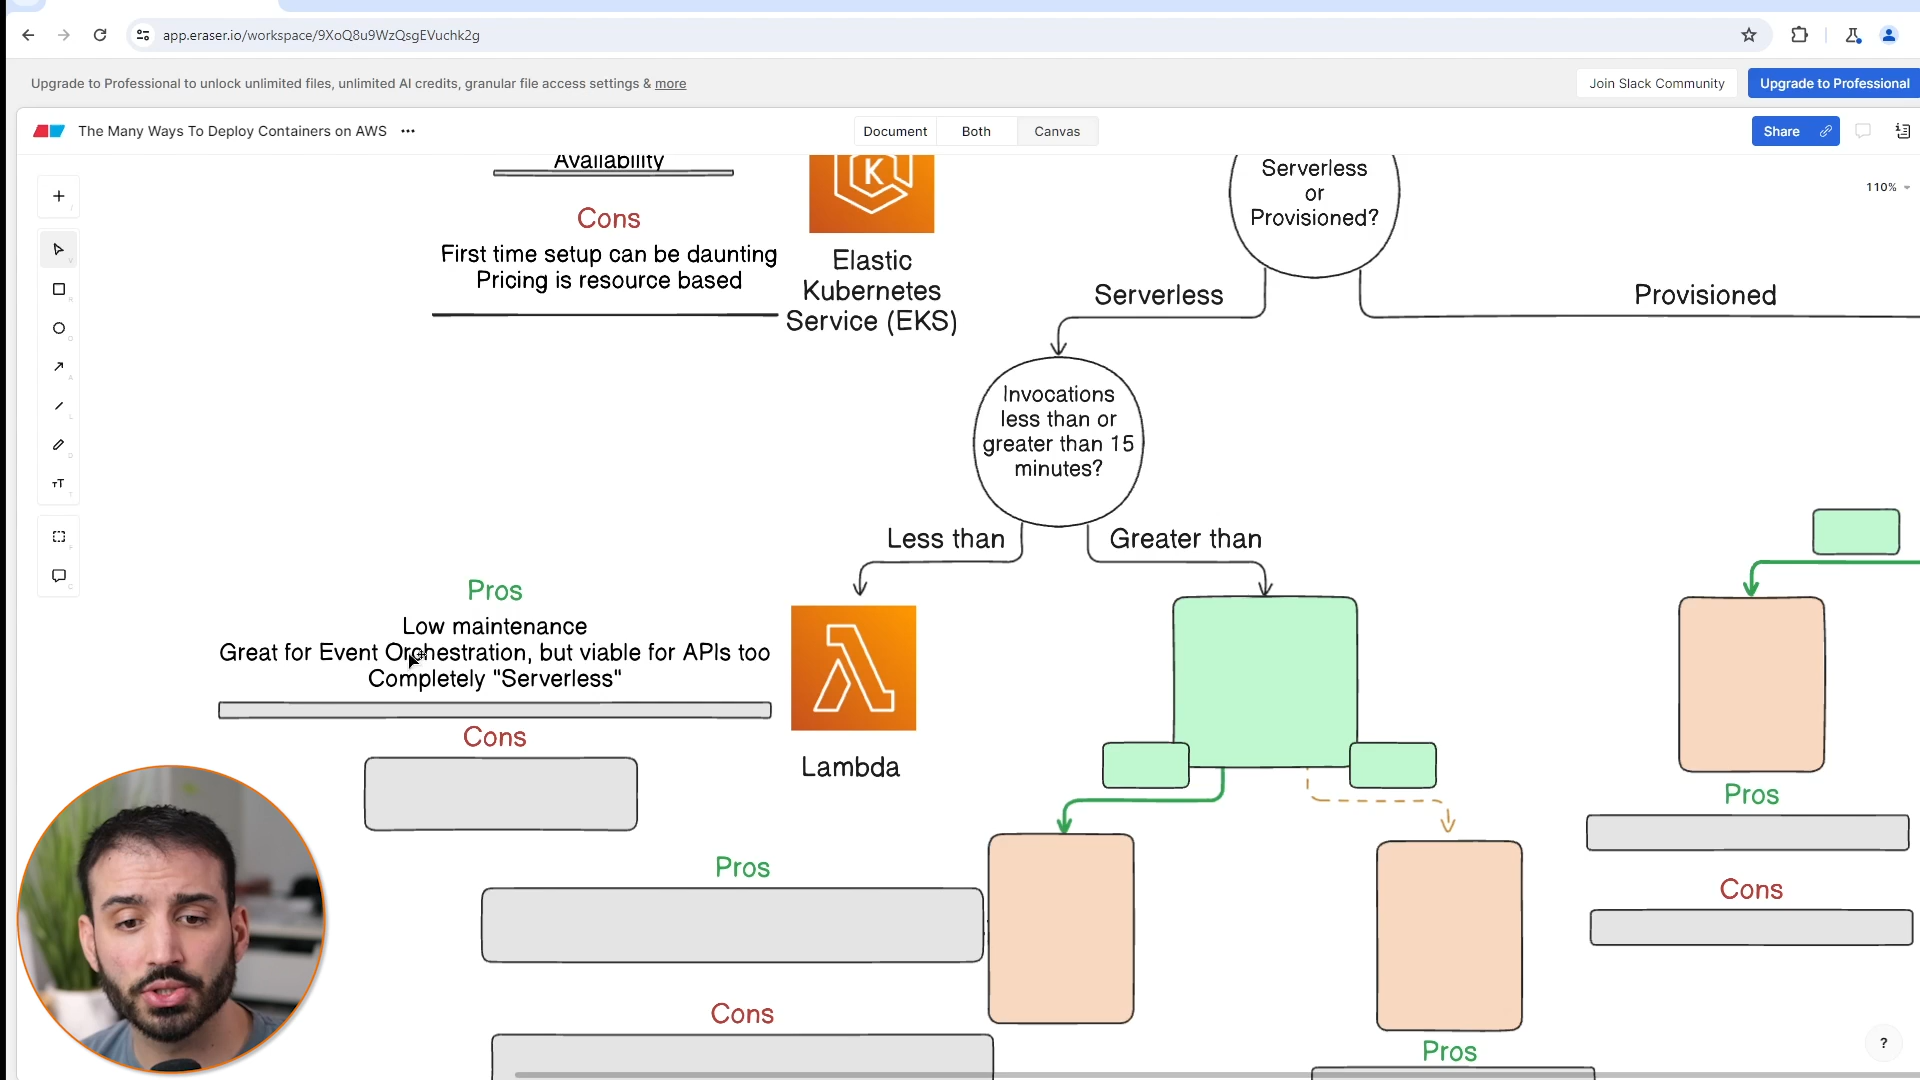 app.eraser.io/workspace/9XoQ8u9WzQsgEVuchk2g
Upgrade to Professional to unlock unlimited files, unlimited AI credits, granular file access settings & more
Join Slack Community
Upgrade to Professional
The Many Ways To Deploy Containers on AWS
Document
Both
Canvas
Share
110%
Availability
Cons
First time setup can be daunting
Pricing is resource based
K
Elastic
Kubernetes
Service (EKS)
Serverless
or
Provisioned?
Serverless
Provisioned
Invocations
less than or
greater than 15
minutes?
Less than
Greater than
Pros
Low maintenance
Great for Event Orchestration, but viable for APIs too
Completely "Serverless"
Cons
Lambda
Pros
Cons
Pros
Cons
Pros
?